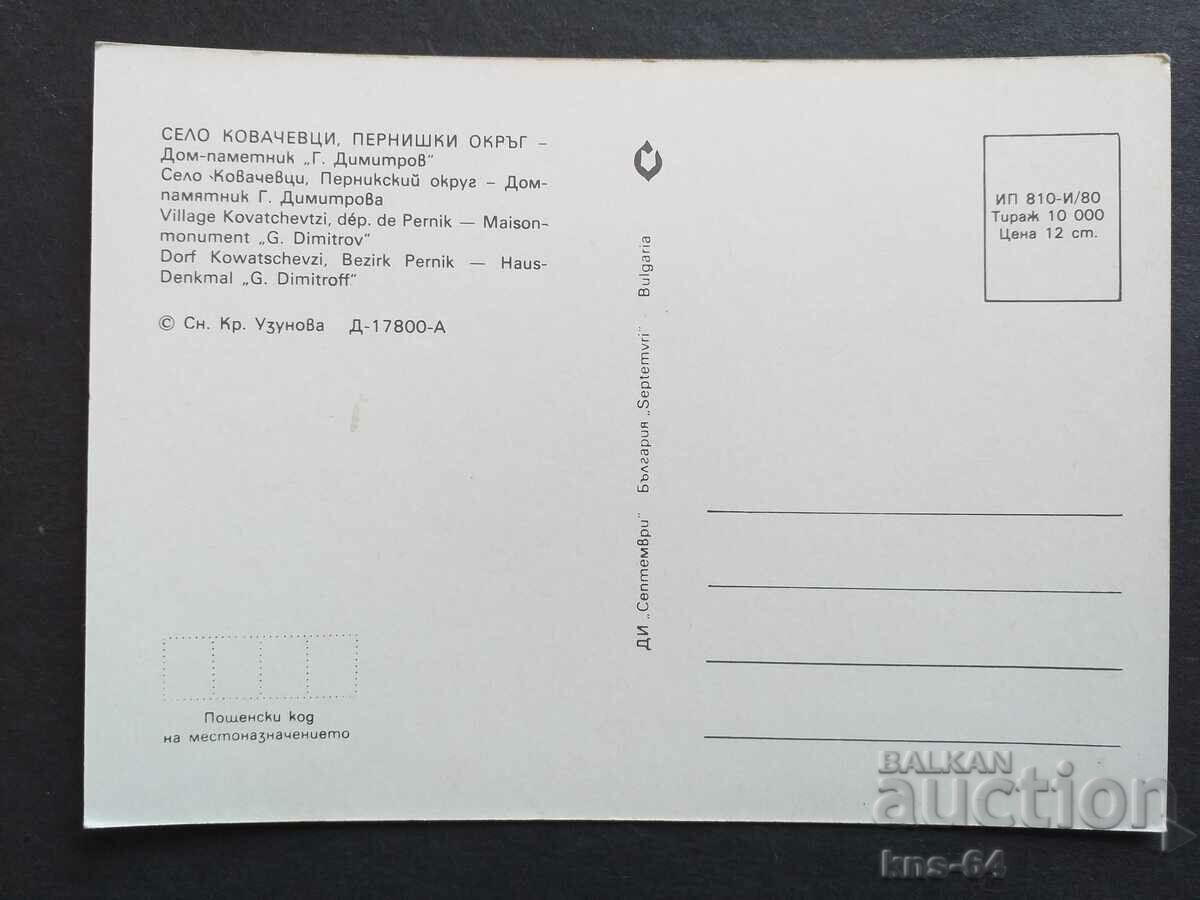 СЕЛО КОВАЧЕВЦИ, ПЕРНИШКИ ОКРЪГ –
Дом-паметник „Г. Димитров"
Село Ковачевци, Перникский округ – Дом-
памятник Г. Димитрова
Village Kovatchevtzi, dép. de Pernik — Maison-
monument „G. Dimitrov"
Dorf Kowatschevzi, Bezirk Pernik — Haus-
Denkmal „G. Dimitroff"
© Сн. Кр. Узунова Д-17800-А
Пощенски код
на местоназначението
ДИ „Септември" България „Septemvri" · Bulgaria
ИП 810-И/80
Тираж 10 000
Цена 12 ст.
BALKAN
auction
kns-64